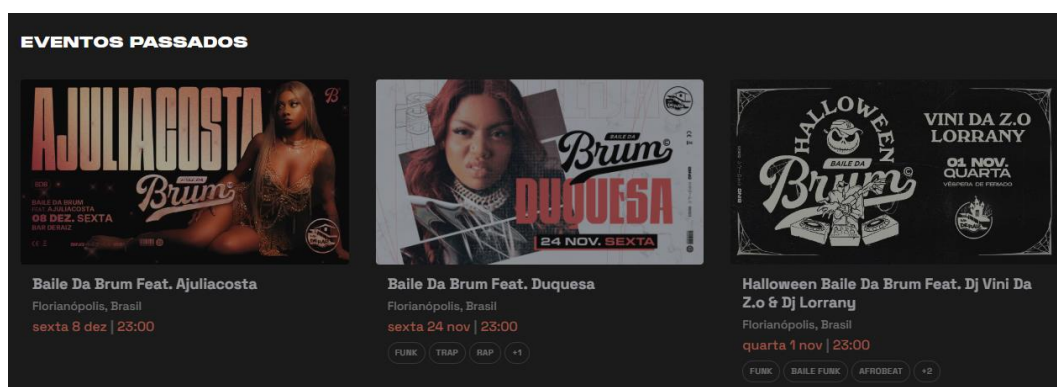 EVENTOS PASSADOS
AJULIACOSTA
BAILE DA
Brum
BAILE DA BRUM
FEAT. AJULIACOSTA
08 DEZ. SEXTA
BAR DERAIZ
Baile Da Brum Feat. Ajuliacosta
Florianópolis, Brasil
sexta 8 dez | 23:00
BAILE DA
Brum
DUQUESA
24 NOV. SEXTA
Baile Da Brum Feat. Duquesa
Florianópolis, Brasil
sexta 24 nov | 23:00
FUNK TRAP RAP +1
HALLOWEEN
BAILE DA
Brum
VINI DA Z.O
LORRANY
01 NOV.
QUARTA
VÉSPERA DE FERIADO
Halloween Baile Da Brum Feat. Dj Vini Da
Z.o & Dj Lorrany
Florianópolis, Brasil
quarta 1 nov | 23:00
FUNK BAILE FUNK AFROBEAT +2